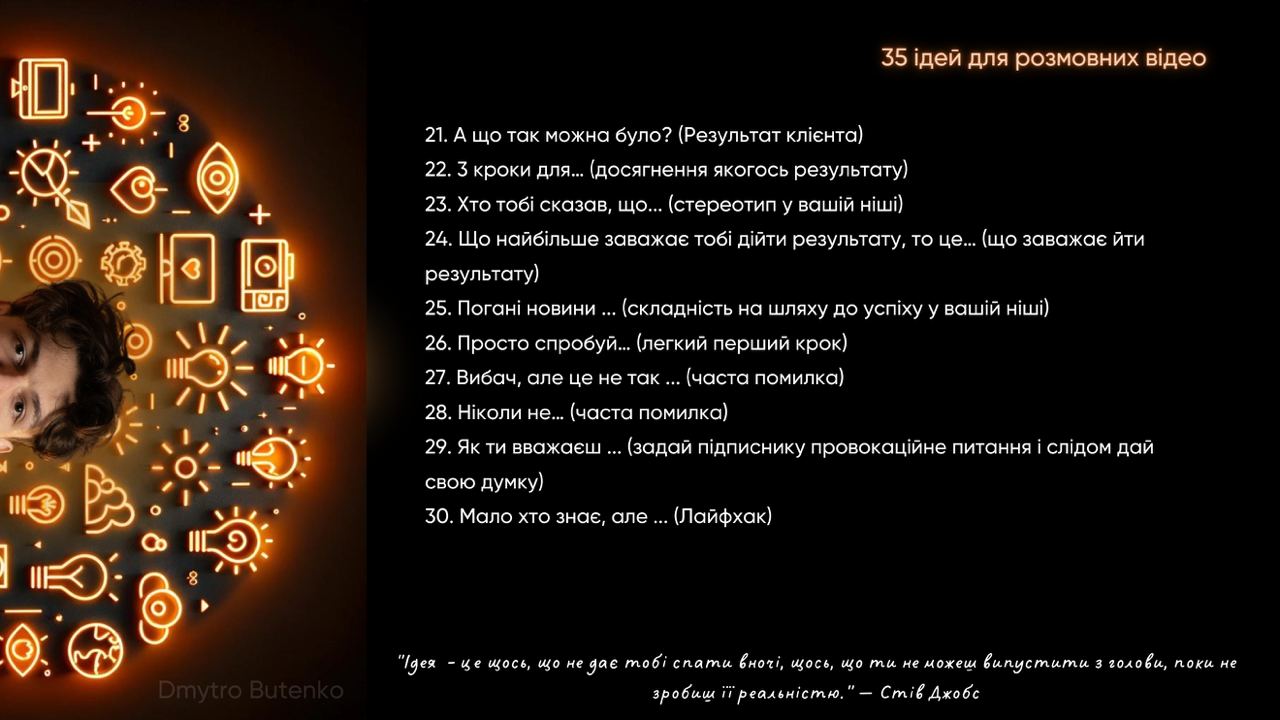 35 ідей для розмовних відео
21. А що так можна було? (Результат клієнта)
22. 3 кроки для... (досягнення якогось результату)
23. Хто тобі сказав, що... (стереотип у вашій ніші)
24. Що найбільше заважає тобі дійти результату, то це... (що заважає йти
результату)
25. Погані новини ... (складність на шляху до успіху у вашій ніші)
26. Просто спробуй... (легкий перший крок)
27. Вибач, але це не так ... (часта помилка)
28. Ніколи не... (часта помилка)
29. Як ти вважаєш ... (задай підписнику провокаційне питання і слідом дай
свою думку)
30. Мало хто знає, але ... (Лайфхак)
"Ідея - це щось, що не дає тобі спати вночі, щось, що ти не можеш випустити з голови, поки не
зробиш її реальністю." — Стів Джобс
Dmytro Butenko